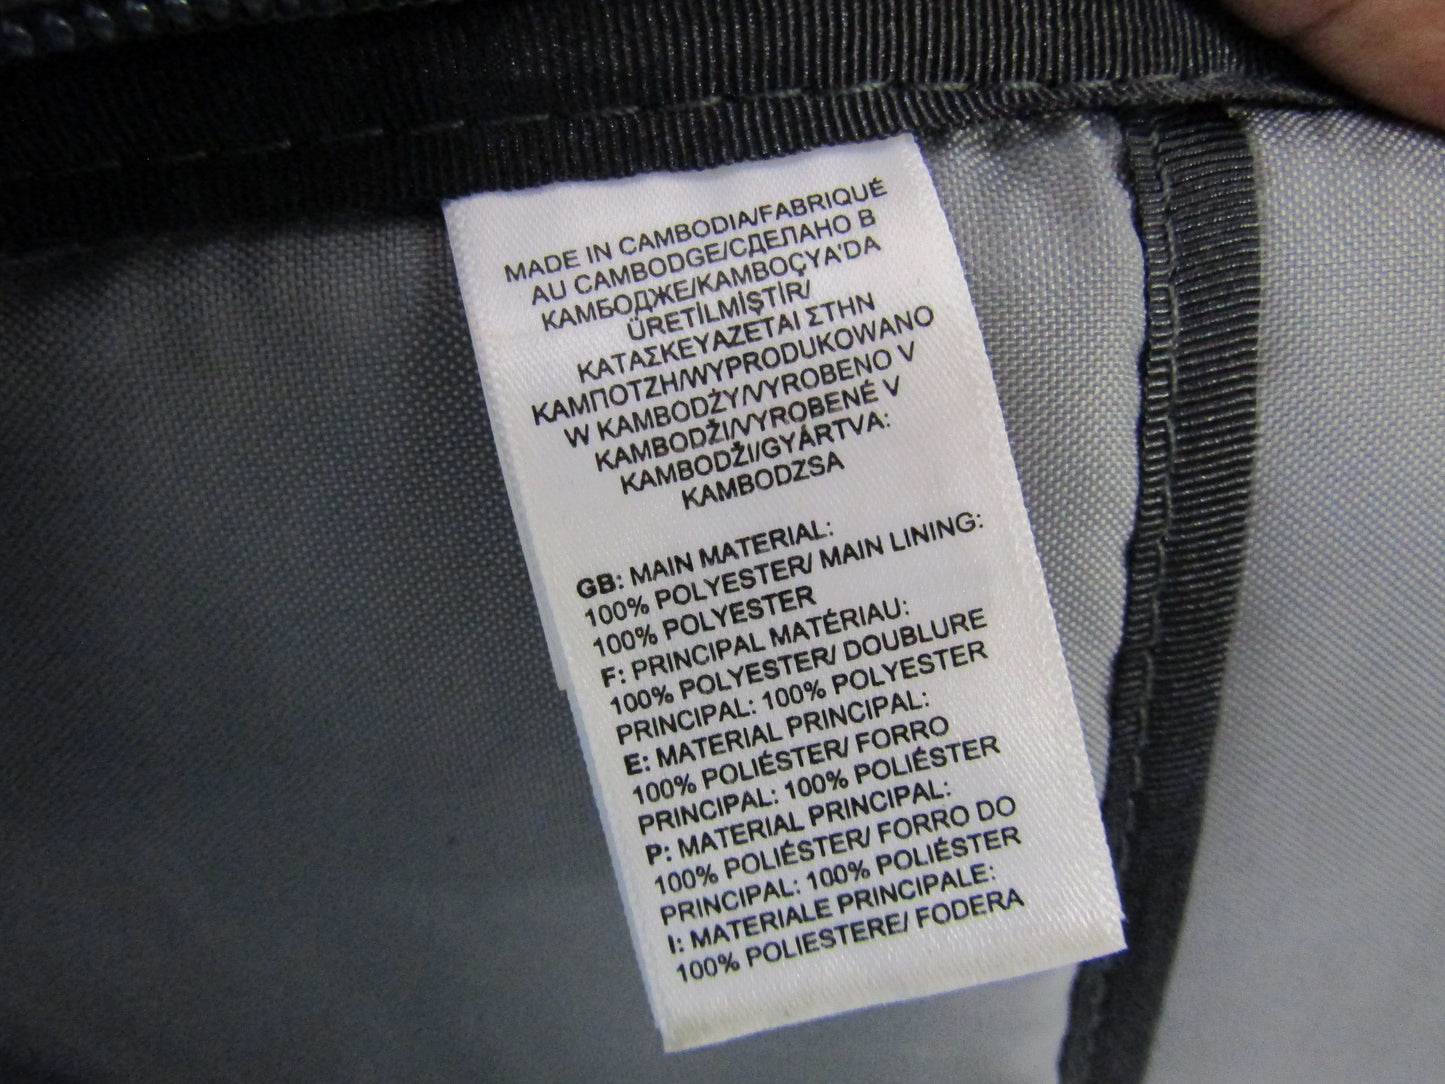 MADE IN CAMBODIA/FABRIQUÉ
AU CAMBODGE/СДЕЛАНО В
КАМБОДЖЕ/KAMBOÇYA'DA
ÜRETİLMİŞTİR/
ΚΑΤΑΣΚΕΥΑΖΕΤΑΙ ΣΤΗΝ
ΚΑΜΠΟΤΖΗ/WYPRODUKOWANO
W KAMBODŻY/VYROBENO V
KAMBODŽI/VYROBENÉ V
KAMBODŽI/GYÁRTVA:
KAMBODZSA
GB: MAIN MATERIAL:
100% POLYESTER/ MAIN LINING:
100% POLYESTER
F: PRINCIPAL MATÉRIAU:
100% POLYESTER/ DOUBLURE
PRINCIPAL: 100% POLYESTER
E: MATERIAL PRINCIPAL:
100% POLIÉSTER/ FORRO
PRINCIPAL: 100% POLIÉSTER
P: MATERIAL PRINCIPAL:
100% POLIÉSTER/ FORRO DO
PRINCIPAL: 100% POLIÉSTER
I: MATERIALE PRINCIPALE:
100% POLIESTERE/ FODERA